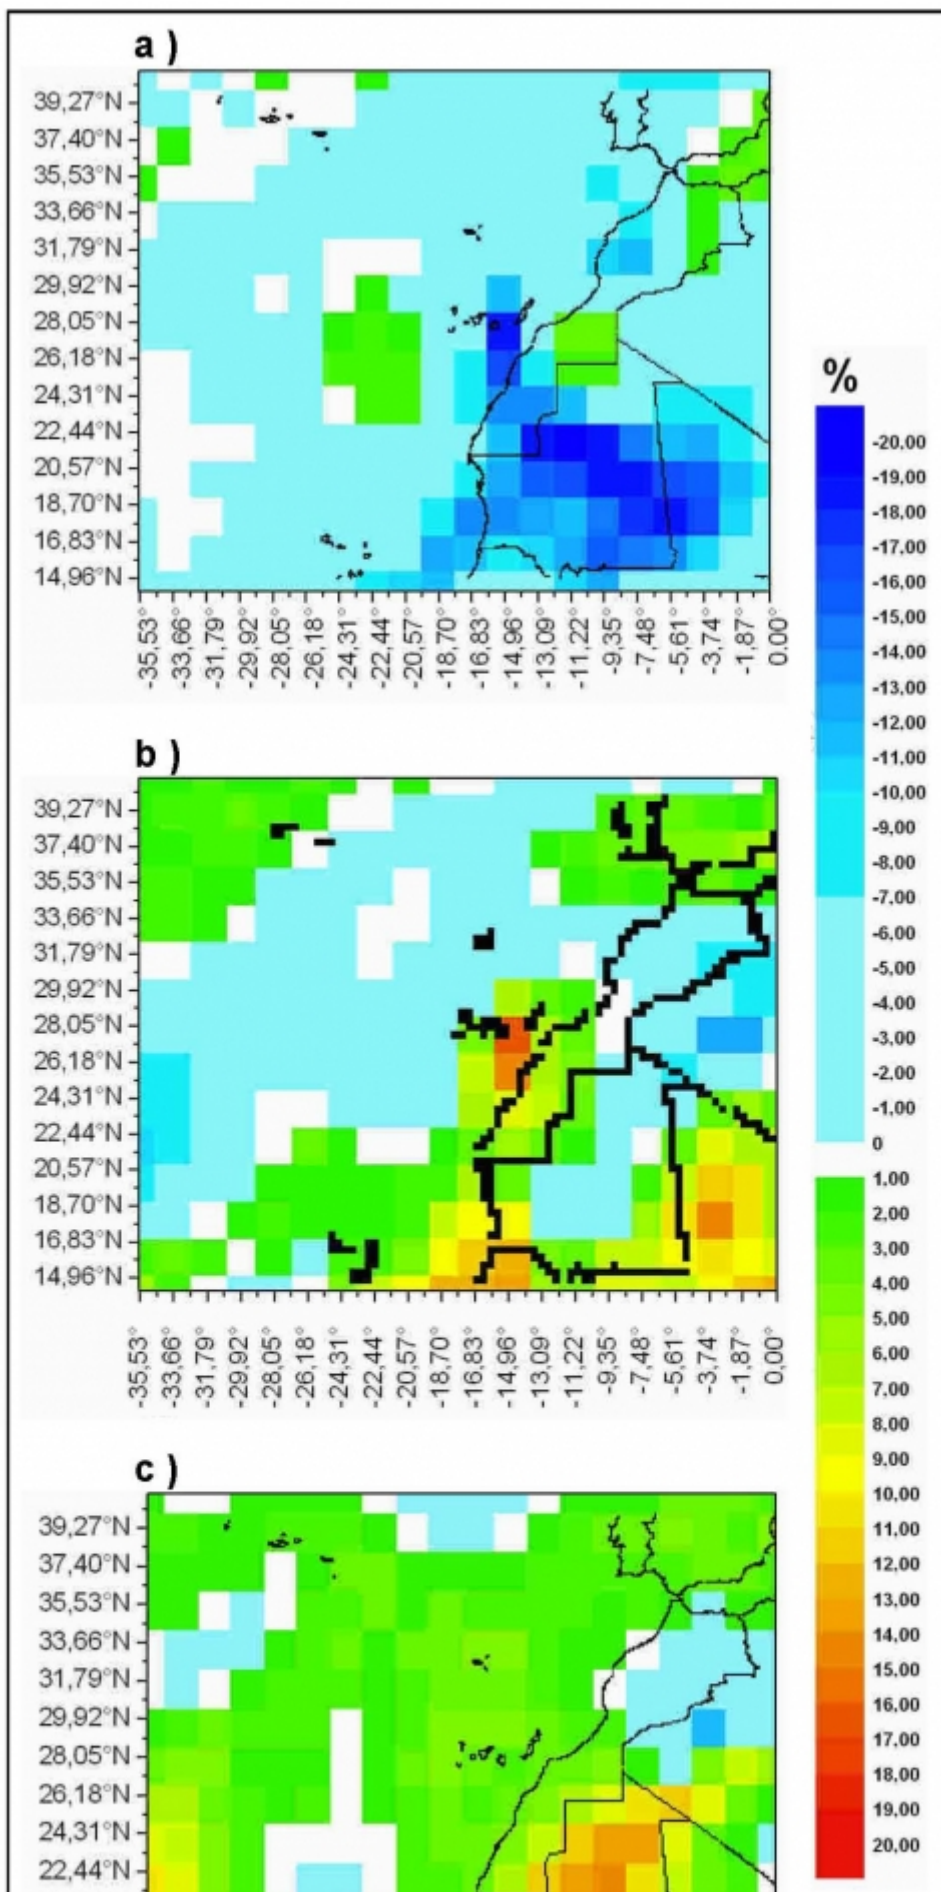 a )
39,27°N
37,40°N
35,53°N
33,66°N
31,79°N
29,92°N
28,05°N
26,18°N
24,31°N
22,44°N
20,57°N
18,70°N
16,83°N
14,96°N
-35,53°
-33,66°
-31,79°
-29,92°
-28,05°
-26,18°
-24,31°
-22,44°
-20,57°
-18,70°
-16,83°
-14,96°
-13,09°
-11,22°
-9,35°
-7,48°
-5,61°
-3,74°
-1,87°
0,00°
%
-20.00
-19.00
-18.00
-17.00
-16.00
-15.00
-14.00
-13.00
-12.00
-11.00
-10,00
-9.00
-8.00
-7.00
-6.00
-5.00
-4.00
-3.00
-2.00
-1.00
0
1.00
2.00
3.00
4.00
5.00
6.00
7.00
8.00
9.00
10.00
11.00
12.00
13.00
14.00
15.00
16.00
17.00
18.00
19.00
20.00
b )
39,27°N
37,40°N
35,53°N
33,66°N
31,79°N
29,92°N
28,05°N
26,18°N
24,31°N
22,44°N
20,57°N
18,70°N
16,83°N
14,96°N
-35,53°
-33,66°
-31,79°
-29,92°
-28,05°
-26,18°
-24,31°
-22,44°
-20,57°
-18,70°
-16,83°
-14,96°
-13,09°
-11,22°
-9,35°
-7,48°
-5,61°
-3,74°
-1,87°
0,00°
c )
39,27°N
37,40°N
35,53°N
33,66°N
31,79°N
29,92°N
28,05°N
26,18°N
24,31°N
22,44°N